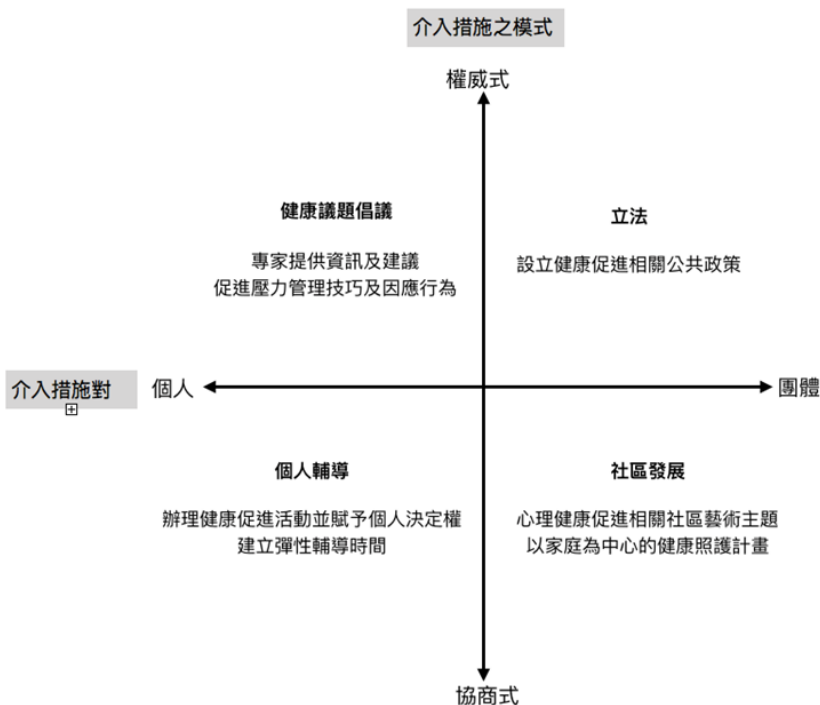 介入措施之模式
權威式
健康議題倡議
專家提供資訊及建議
促進壓力管理技巧及因應行為
立法
設立健康促進相關公共政策
介入措施對
個人
團體
個人輔導
辦理健康促進活動並賦予個人決定權
建立彈性輔導時間
社區發展
心理健康促進相關社區藝術主題
以家庭為中心的健康照護計畫
協商式